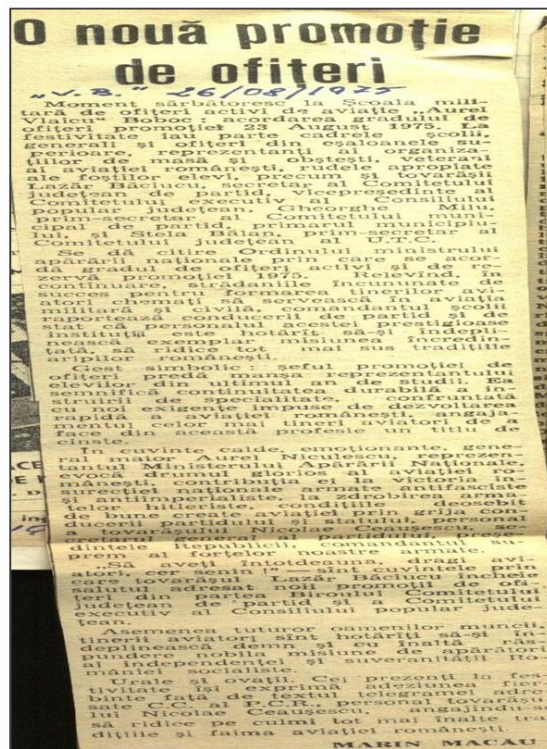 O nouă promoție
de ofițeri
„V.B." 26/08/1975
Moment sărbătoresc la Școala mili-
tară de ofițeri activi de aviație „Aurel
Vlaicu" Boboc: acordarea gradului de
ofițeri promoției 23 August 1975. La
festivitate iau parte cadrele școlii,
generali și ofițeri din eșaloanele su-
perioare, reprezentanți ai organiza-
țiilor de masă și obștești, veterani
ai aviației românești, rudele apropiate
ale foștilor elevi, precum și tovarășii
Lazăr Băciucu, secretar al Comitetului
județean de partid, vicepreședinte al
Comitetului executiv al Consiliului
popular județean, Gheorghe Miu,
prim-secretar al Comitetului muni-
cipal de partid, primarul municipiu-
lui, și Stela Bălan, prim-secretar al
Comitetului județean al U.T.C.
Se dă citire Ordinului ministrului
apărării naționale prin care se acor-
dă gradul de ofițeri activi și de re-
zervă promoției 1975. Relevînd, în
continuare, strădaniile încununate de
succes pentru formarea tinerilor avi-
atori chemați să servească în aviația
militară și civilă, comandantul școlii
raportează conducerii de partid și de
stat că personalul acestei prestigioase
instituții este hotărît să-și îndepli-
nească exemplar misiunea încredin-
țată, să ridice tot mai sus tradițiile
aripilor românești.
Gest simbolic: șeful promoției de
ofițeri predă manșa reprezentantului
elevilor din ultimul an de studii. Ea
semnifică continuitatea durabilă a in-
struirii de specialitate, confruntată
cu noi exigențe impuse de dezvoltarea
rapidă a aviației românești, angaja-
mentul celor mai tineri aviatori de a
face din această profesie un titlu de
cinste.
În cuvinte calde, emoționante, gene-
ral maior Aurel Niculescu, reprezen-
tantul Ministerului Apărării Naționale,
evocă drumul glorios al aviației ro-
mânești, contribuția ei la victoria in-
surecției naționale armate antifasciste
și antiimperialiste la zdrobirea arma-
telor hitleriste, condițiile deosebit
de bune create aviației prin grija con-
ducerii partidului și statului, personal
a tovarășului Nicolae Ceaușescu, se-
cretarul general al partidului, preșe-
dintele Republicii, comandantul su-
prem al forțelor noastre armate.
„Să aveți întotdeauna, dragi avi-
atori, cer senin!" — sînt cuvintele prin
care tovarășul Lazăr Băciucu încheie
salutul adresat noii promoții de ofi-
țeri din partea Biroului Comitetului
județean de partid și a Comitetului
executiv al Consiliului popular jude-
țean.
Asemenea tuturor oamenilor muncii,
tinerii aviatori sînt hotărîți să-și în-
deplinească demn și cu înaltă răs-
pundere nobila misiune de apărători
ai independenței și suveranității Ro-
mâniei socialiste.
Urale și ovații. Cei prezenți la fes-
tivitate își exprimă adeziunea fier-
binte față de textul telegramei adre-
sate C.C. al P.C.R., personal tovarășu-
lui Nicolae Ceaușescu, angajîndu-se
să ridice pe culmi tot mai înalte tra-
dițiile și faima aviației românești.
MARIN MACAU